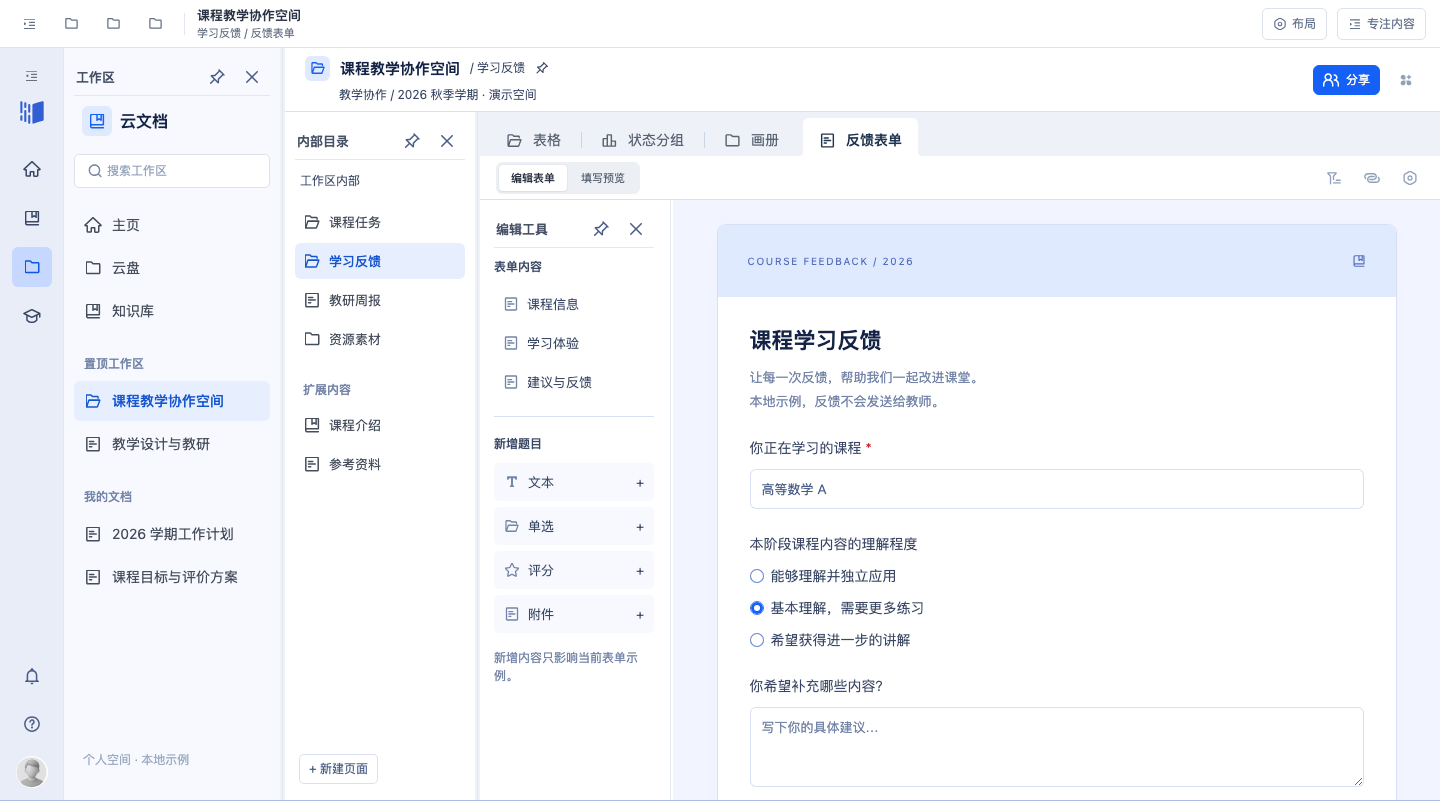 课程教学协作空间
学习反馈 / 反馈表单
布局
专注内容
工作区
云文档
搜索工作区
主页
云盘
知识库
置顶工作区
课程教学协作空间
教学设计与教研
我的文档
2026 学期工作计划
课程目标与评价方案
个人空间 · 本地示例
课程教学协作空间 / 学习反馈
教学协作 / 2026 秋季学期 · 演示空间
分享
内部目录
工作区内部
课程任务
学习反馈
教研周报
资源素材
扩展内容
课程介绍
参考资料
+ 新建页面
表格
状态分组
画册
反馈表单
编辑表单
填写预览
编辑工具
表单内容
课程信息
学习体验
建议与反馈
新增题目
文本 +
单选 +
评分 +
附件 +
新增内容只影响当前表单示
例。
COURSE FEEDBACK / 2026
课程学习反馈
让每一次反馈，帮助我们一起改进课堂。
本地示例，反馈不会发送给教师。
你正在学习的课程 *
高等数学 A
本阶段课程内容的理解程度
能够理解并独立应用
基本理解，需要更多练习
希望获得进一步的讲解
你希望补充哪些内容?
写下你的具体建议...